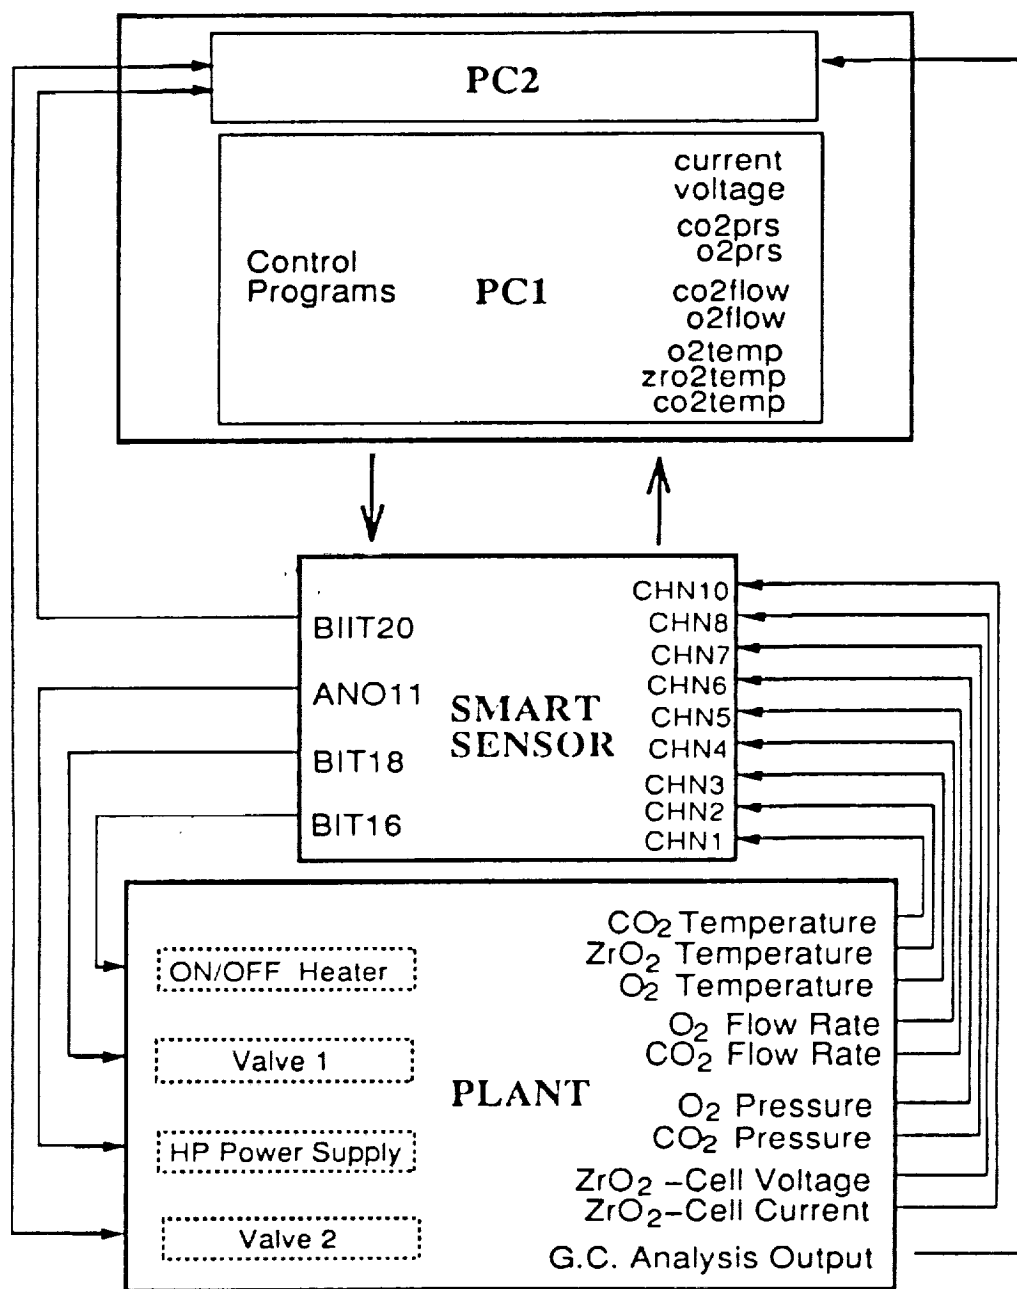 PC2
current
voltage
co2prs
o2prs
Control
Programs
PC1
co2flow
o2flow
o2temp
zro2temp
co2temp
CHN10
BIIT20
CHN8
CHN7
ANO11
CHN6
SMART
SENSOR
CHN5
CHN4
BIT18
CHN3
CHN2
BIT16
CHN1
CO2 Temperature
ZrO2 Temperature
ON/OFF Heater
O2 Temperature
O2 Flow Rate
Valve 1
CO2 Flow Rate
PLANT
O2 Pressure
CO2 Pressure
HP Power Supply
ZrO2 –Cell Voltage
ZrO2–Cell Current
Valve 2
G.C. Analysis Output